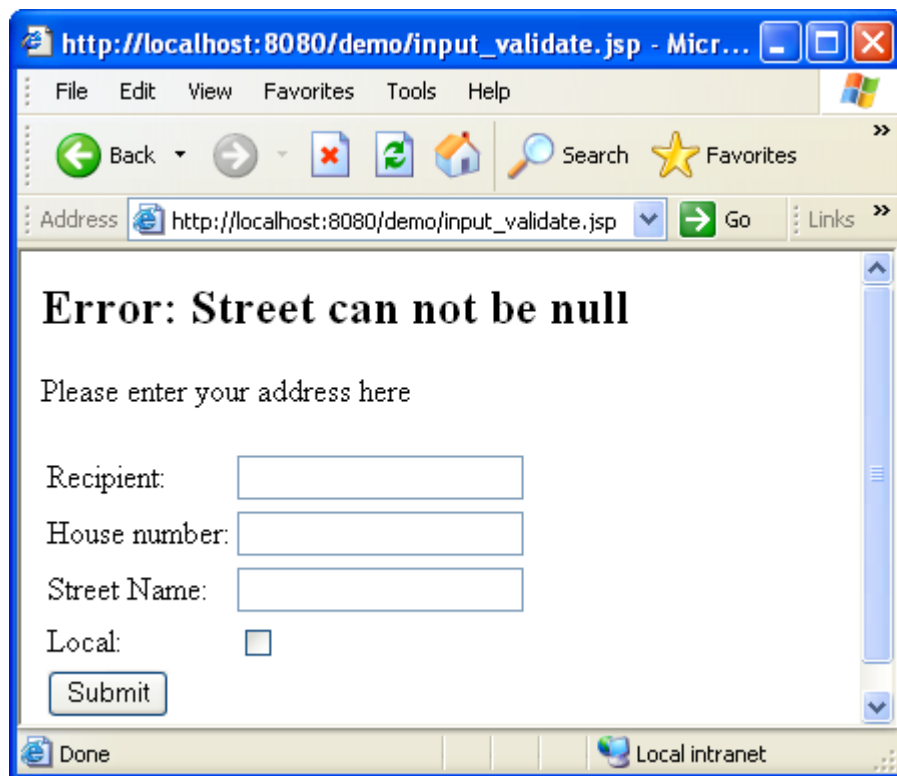 http://localhost:8080/demo/input_validate.jsp - Micr...
File Edit View Favorites Tools Help
Back Search Favorites »
Address http://localhost:8080/demo/input_validate.jsp Go Links »
Error: Street can not be null
Please enter your address here
Recipient:
House number:
Street Name:
Local:
Submit
Done Local intranet